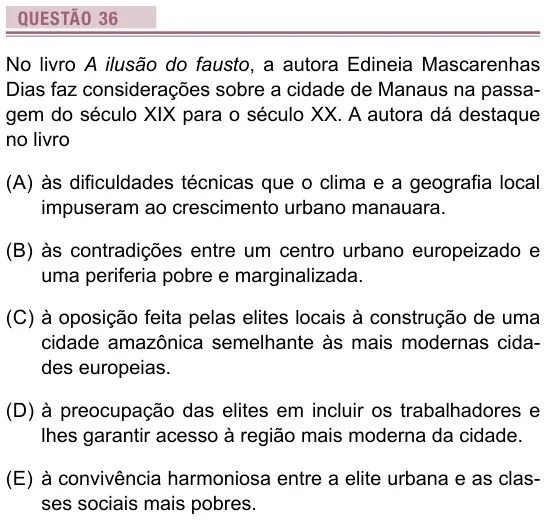 QUESTÃO 36
No livro A ilusão do fausto, a autora Edineia Mascarenhas
Dias faz considerações sobre a cidade de Manaus na passa-
gem do século XIX para o século XX. A autora dá destaque
no livro
(A) às dificuldades técnicas que o clima e a geografia local
impuseram ao crescimento urbano manauara.
(B) às contradições entre um centro urbano europeizado e
uma periferia pobre e marginalizada.
(C) à oposição feita pelas elites locais à construção de uma
cidade amazônica semelhante às mais modernas cida-
des europeias.
(D) à preocupação das elites em incluir os trabalhadores e
lhes garantir acesso à região mais moderna da cidade.
(E) à convivência harmoniosa entre a elite urbana e as clas-
ses sociais mais pobres.